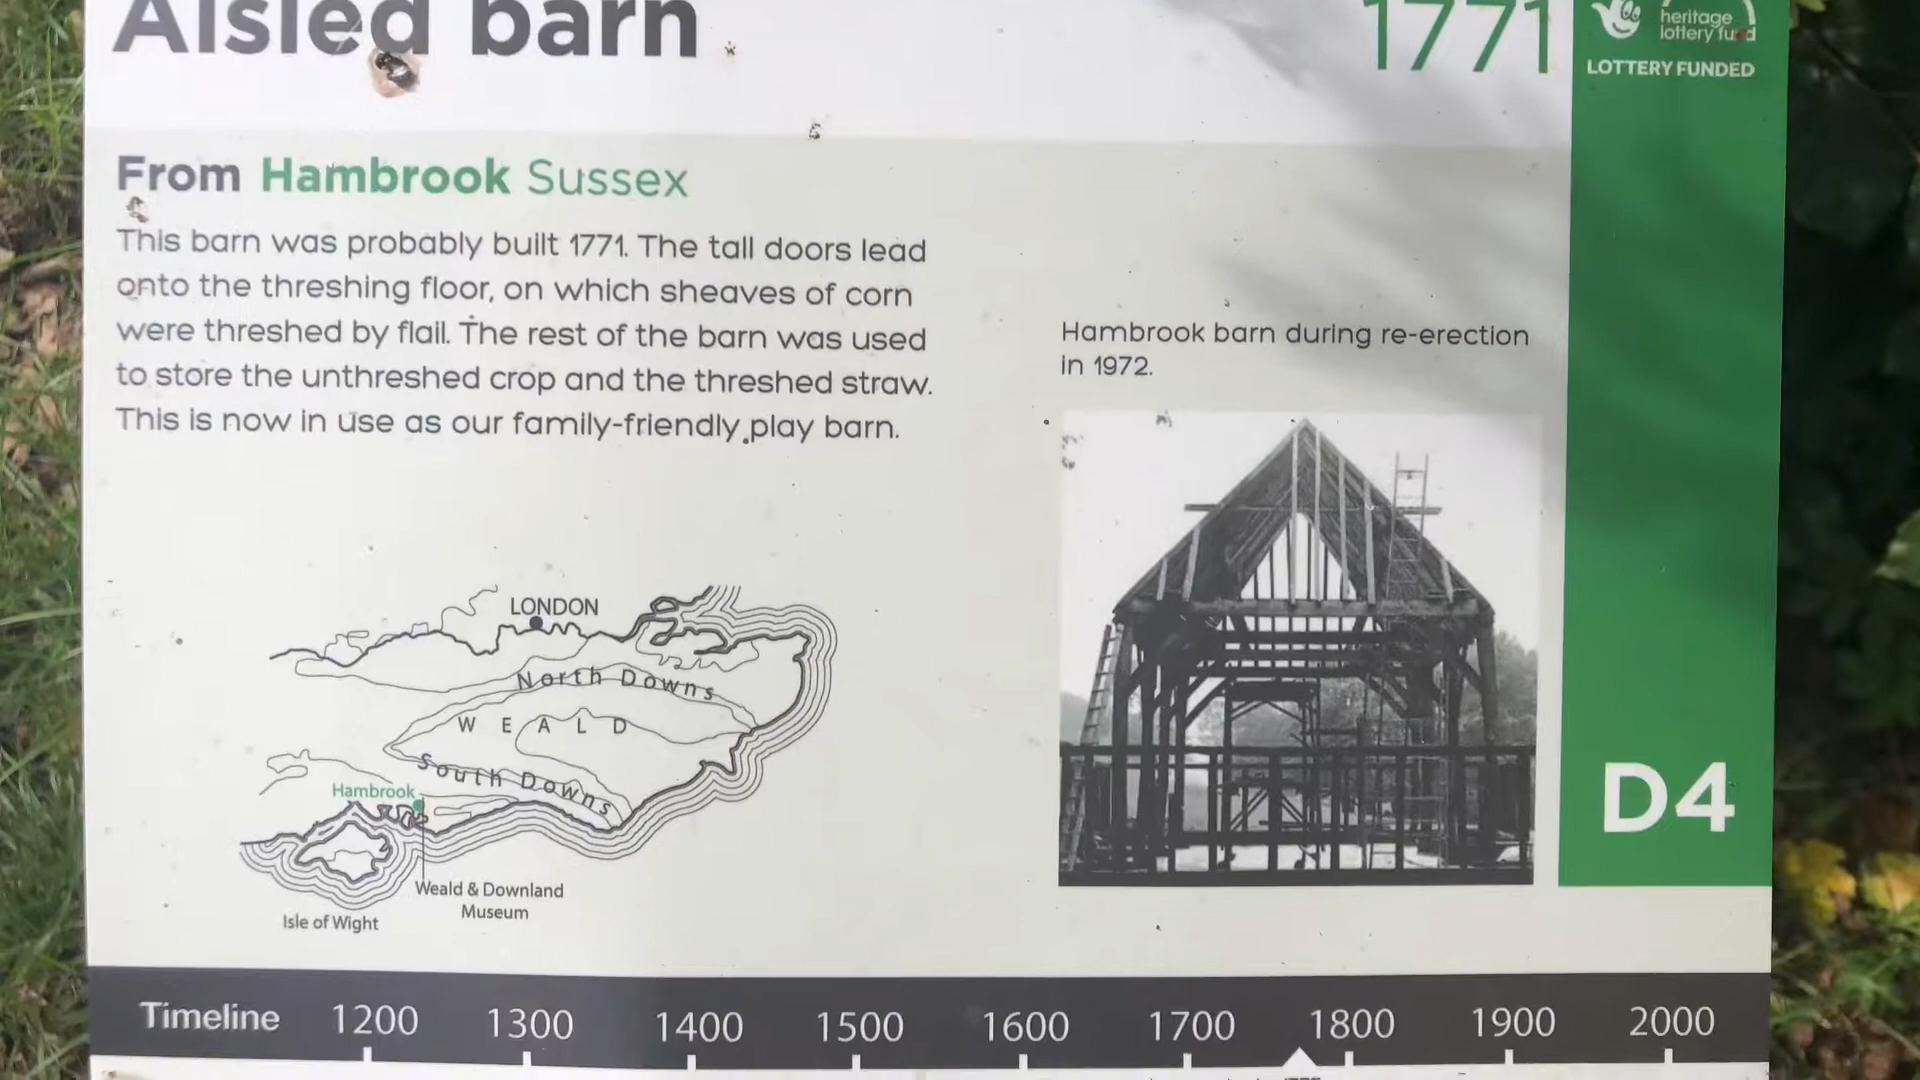 Aisled barn
1771
heritage
lottery fund
LOTTERY FUNDED
From Hambrook Sussex
This barn was probably built 1771. The tall doors lead
onto the threshing floor, on which sheaves of corn
were threshed by flail. The rest of the barn was used
to store the unthreshed crop and the threshed straw.
This is now in use as our family-friendly play barn.
Hambrook barn during re-erection
in 1972.
LONDON
North Downs
WEALD
South Downs
Hambrook
Weald & Downland
Museum
Isle of Wight
D4
Timeline 1200 1300 1400 1500 1600 1700 1800 1900 2000